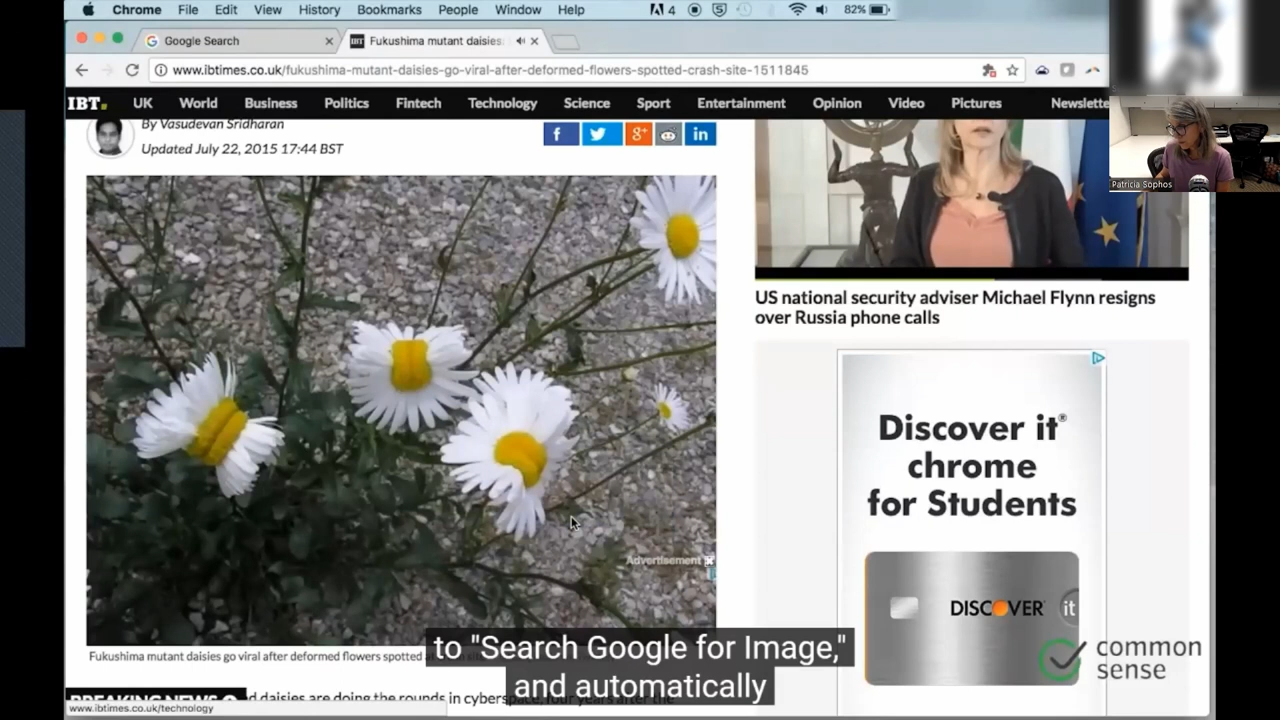 Chrome File Edit View History Bookmarks People Window Help 4 82%
Google Search
Fukushima mutant daisies:
www.ibtimes.co.uk/fukushima-mutant-daisies-go-viral-after-deformed-flowers-spotted-crash-site-1511845
IBT. UK World Business Politics Fintech Technology Science Sport Entertainment Opinion Video Pictures Newslette
By Vasudevan Sridharan
Updated July 22, 2015 17:44 BST
f g+ in
Patricia Sophos
US national security adviser Michael Flynn resigns
over Russia phone calls
Discover it®
chrome
for Students
DISCOVER it
Advertisement
common
sense
to "Search Google for Image,"
and automatically
Fukushima mutant daisies go viral after deformed flowers spotted
BREAKING NEWS d daisies are doing the rounds in cyberspace, four years after the
www.ibtimes.co.uk/technology